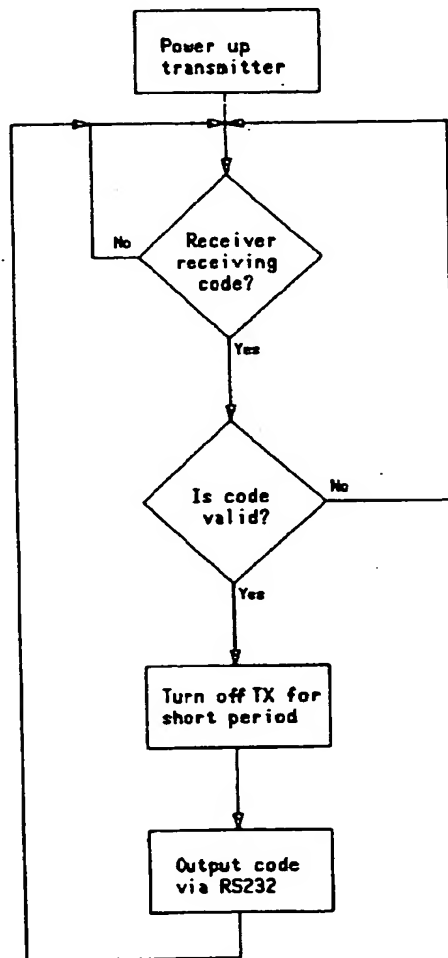 Power up
transmitter
No
Receiver
receiving
code?
Yes
Is code
valid?
No
Yes
Turn off TX for
short period
Output code
via RS232